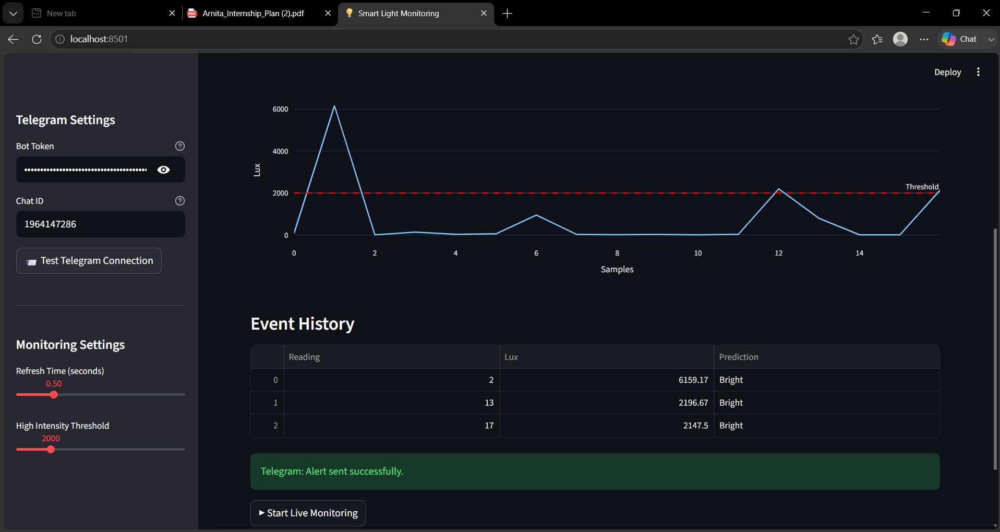 New tab
PDF
Arnita_Internship_Plan (2).pdf
Smart Light Monitoring
localhost:8501
Chat
Deploy
Telegram Settings
Bot Token
••••••••••••••••••••••••••••••••••••••••
Chat ID
1964147286
Test Telegram Connection
Monitoring Settings
Refresh Time (seconds)
0.50
High Intensity Threshold
2000
6000
4000
2000
0
Lux
Threshold
0 2 4 6 8 10 12 14
Samples
Event History
Reading Lux Prediction
0 2 6159.17 Bright
1 13 2196.67 Bright
2 17 2147.5 Bright
Telegram: Alert sent successfully.
Start Live Monitoring